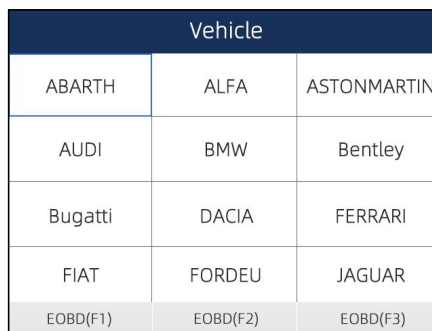 Vehicle
ABARTH ALFA ASTONMARTIN
AUDI BMW Bentley
Bugatti DACIA FERRARI
FIAT FORDEU JAGUAR
EOBD(F1) EOBD(F2) EOBD(F3)